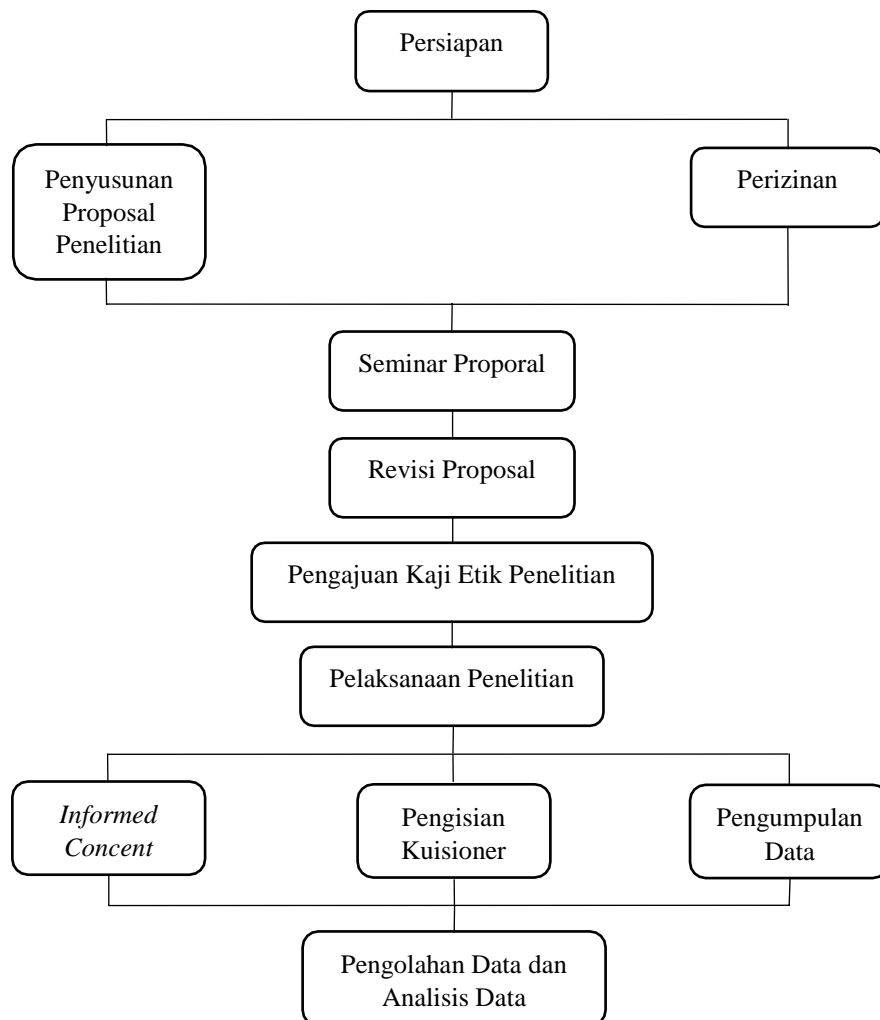 Persiapan
Penyusunan
Proposal
Penelitian
Perizinan
Seminar Proporal
Revisi Proposal
Pengajuan Kaji Etik Penelitian
Pelaksanaan Penelitian
Informed
Concent
Pengisian
Kuisioner
Pengumpulan
Data
Pengolahan Data dan
Analisis Data